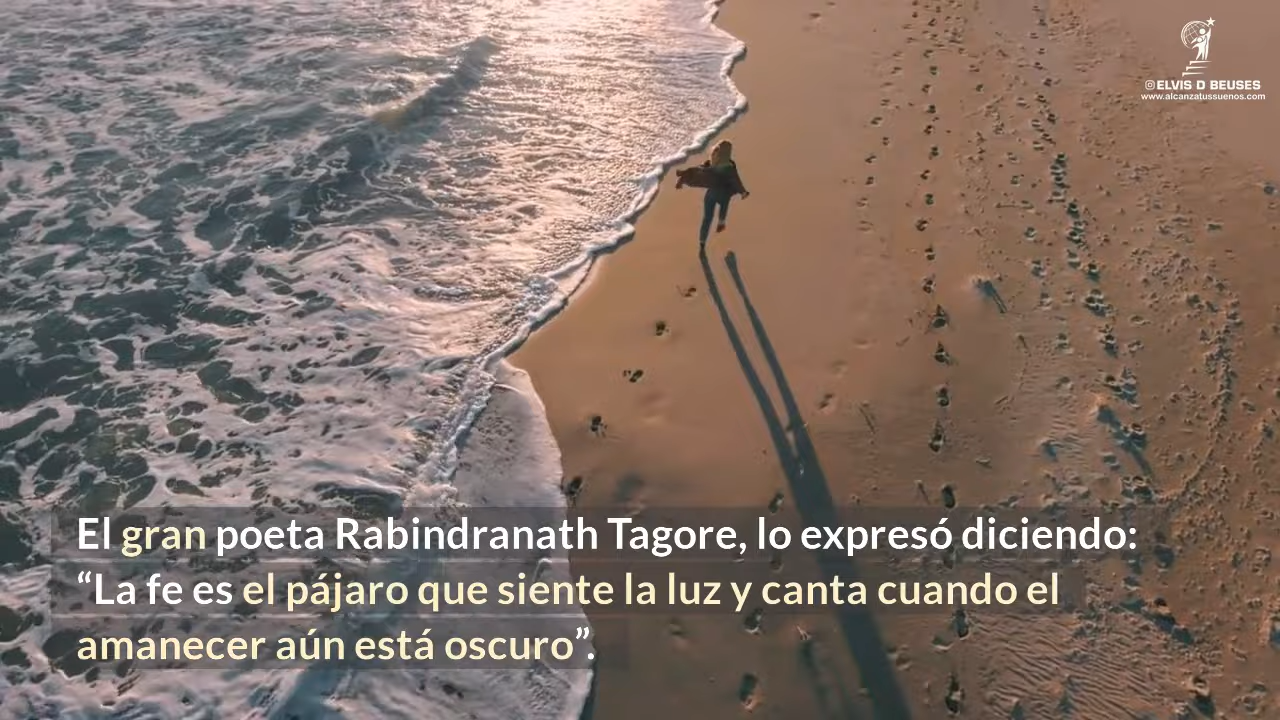 ELVIS D BEUSES
www.alcanzatussuenos.com
El gran poeta Rabindranath Tagore, lo expresó diciendo:
“La fe es el pájaro que siente la luz y canta cuando el
amanecer aún está oscuro”.